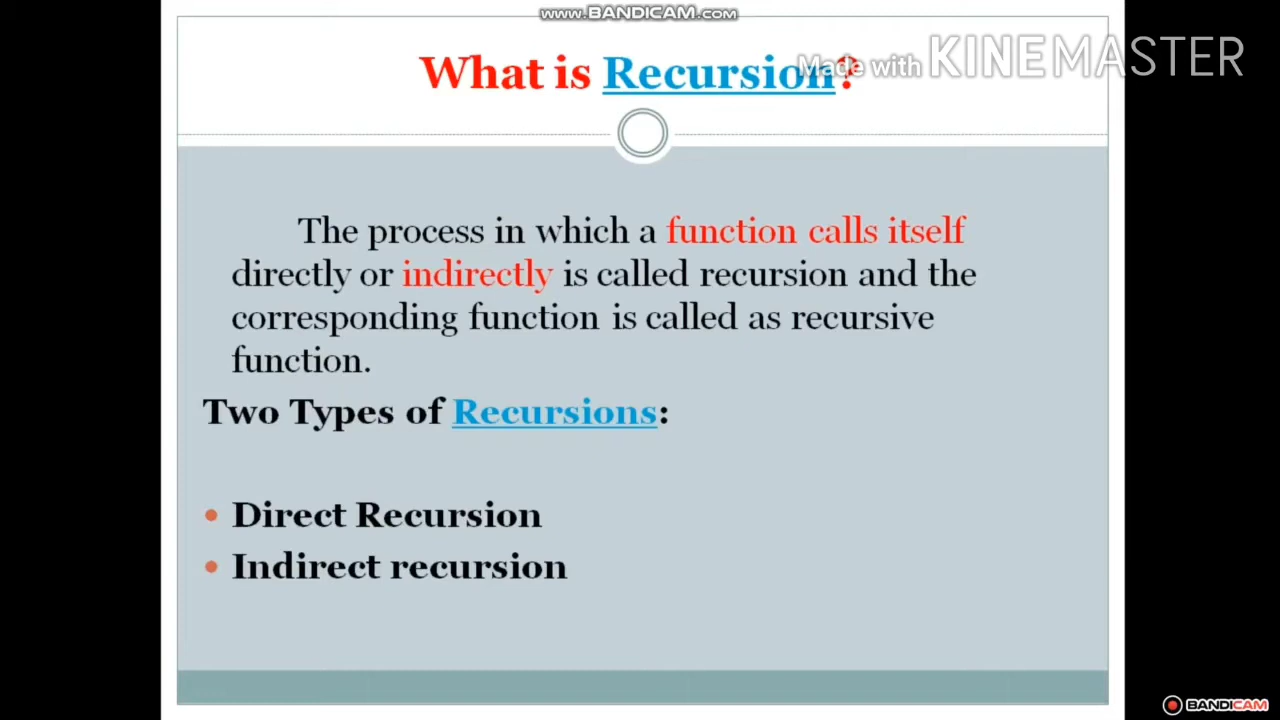 www.BANDICAM.com
What is Recursion?
Made with KINEMASTER
The process in which a function calls itself
directly or indirectly is called recursion and the
corresponding function is called as recursive
function.
Two Types of Recursions:
• Direct Recursion
• Indirect recursion
BANDICAM